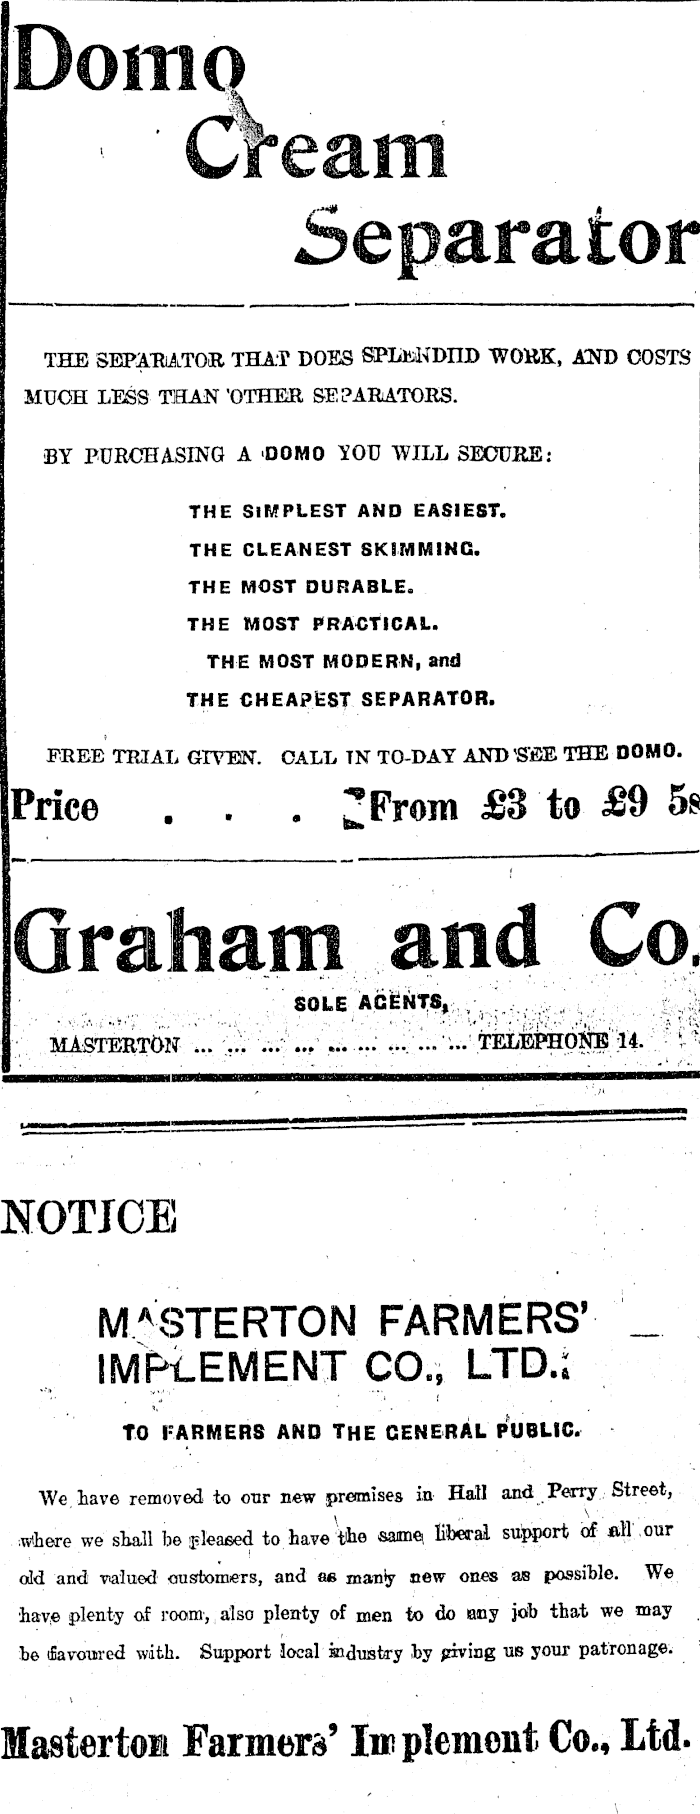 Domo
Cream
Separator
THE SEPARATOR THAT DOES SPLENDID WORK, AND COSTS
MUCH LESS THAN OTHER SEPARATORS.
BY PURCHASING A DOMO YOU WILL SECURE:
THE SIMPLEST AND EASIEST.
THE CLEANEST SKIMMING.
THE MOST DURABLE.
THE MOST PRACTICAL.
THE MOST MODERN, and
THE CHEAPEST SEPARATOR.
FREE TRIAL GIVEN. CALL IN TO-DAY AND SEE THE DOMO.
Price . . . From £3 to £9 5s
Graham and Co.
SOLE AGENTS,
MASTERTON ... ... ... ... ... ... ... ... ... TELEPHONE 14.
NOTICE
MASTERTON FARMERS'
IMPLEMENT CO., LTD.:
TO FARMERS AND THE GENERAL PUBLIC.
We have removed to our new premises in Hall and Perry Street,
where we shall be pleased to have the same liberal support of all our
old and valued customers, and as many new ones as possible. We
have plenty of room, also plenty of men to do any job that we may
be favoured with. Support local industry by giving us your patronage.
Masterton Farmers' Implement Co., Ltd.